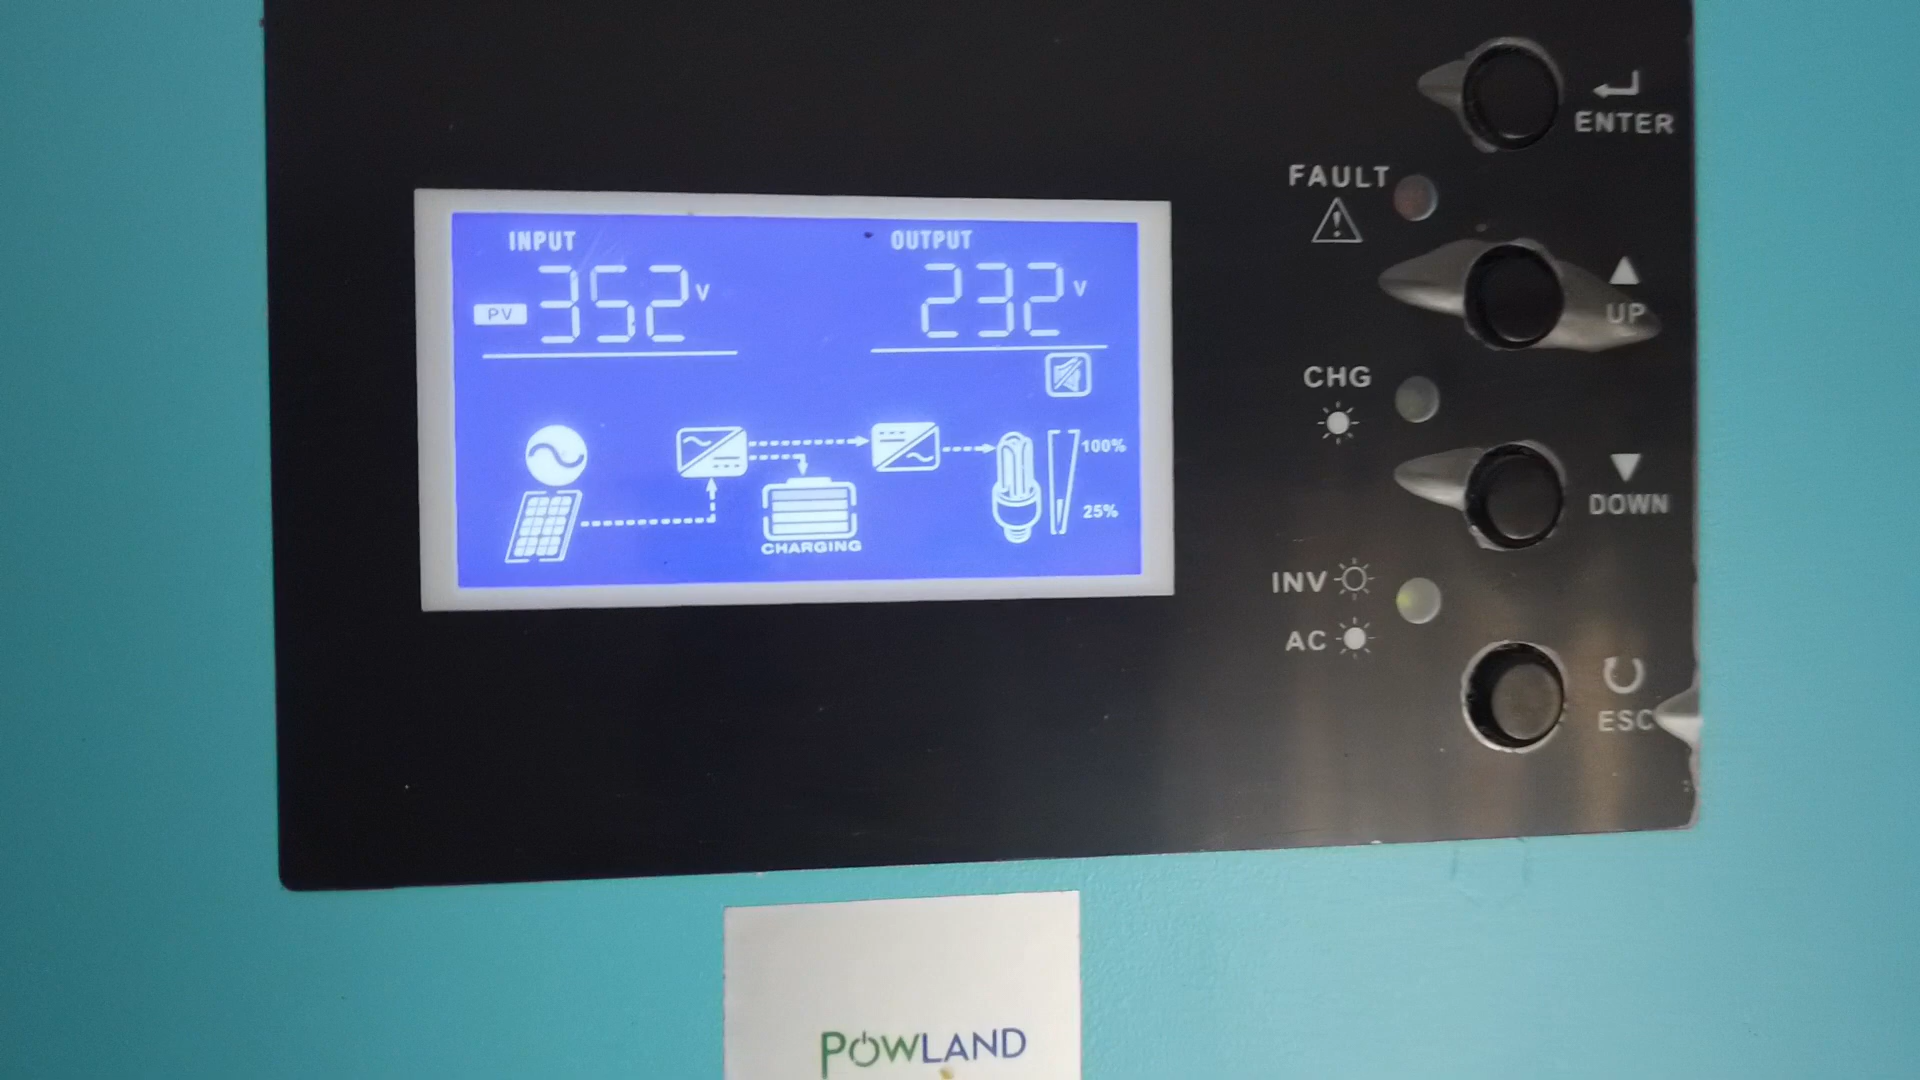 INPUT
PV 352 V
OUTPUT
232 V
100%
25%
CHARGING
ENTER
FAULT
UP
CHG
DOWN
INV
AC
ESC
POWLAND